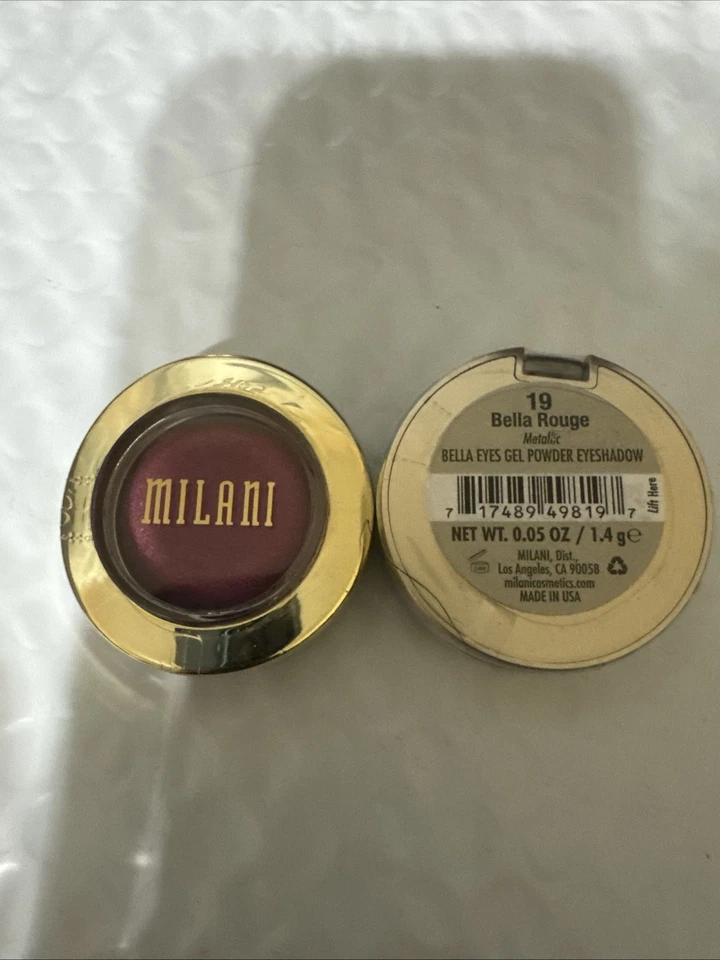 MILANI
19
Bella Rouge
Metallic
BELLA EYES GEL POWDER EYESHADOW
7 17489 49819 7
Lift Here
NET WT. 0.05 OZ / 1.4 g℮
MILANI, Dist.,
Los Angeles, CA 90058
milanicosmetics.com
MADE IN USA